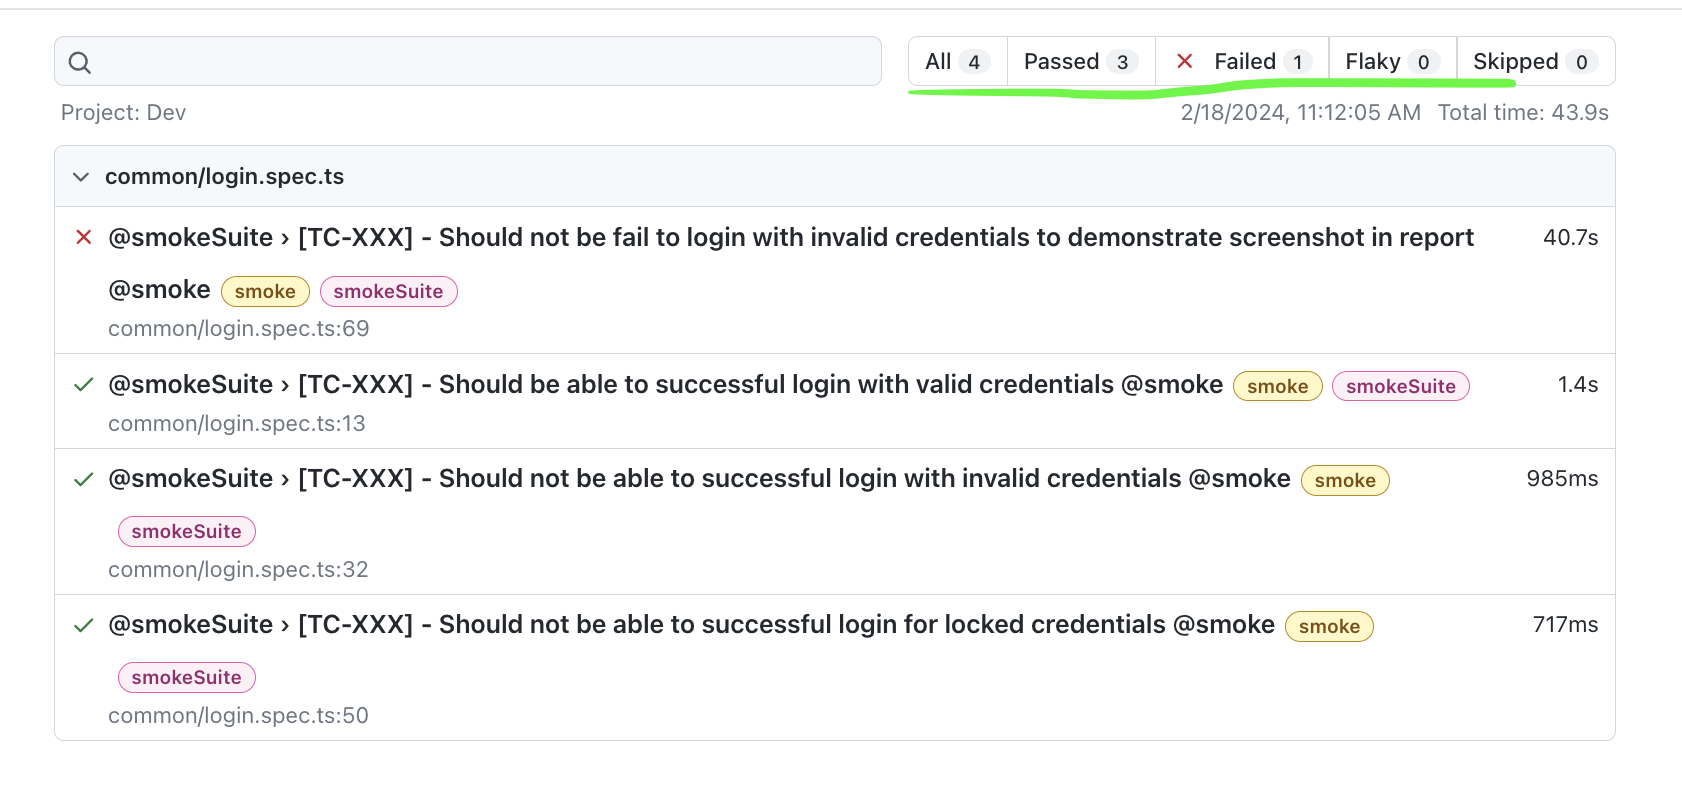 All 4 Passed 3 Failed 1 Flaky 0 Skipped 0
Project: Dev
2/18/2024, 11:12:05 AM Total time: 43.9s
common/login.spec.ts
@smokeSuite › [TC-XXX] - Should not be fail to login with invalid credentials to demonstrate screenshot in report 40.7s
@smoke smoke smokeSuite
common/login.spec.ts:69
@smokeSuite › [TC-XXX] - Should be able to successful login with valid credentials @smoke smoke smokeSuite 1.4s
common/login.spec.ts:13
@smokeSuite › [TC-XXX] - Should not be able to successful login with invalid credentials @smoke smoke 985ms
smokeSuite
common/login.spec.ts:32
@smokeSuite › [TC-XXX] - Should not be able to successful login for locked credentials @smoke smoke 717ms
smokeSuite
common/login.spec.ts:50